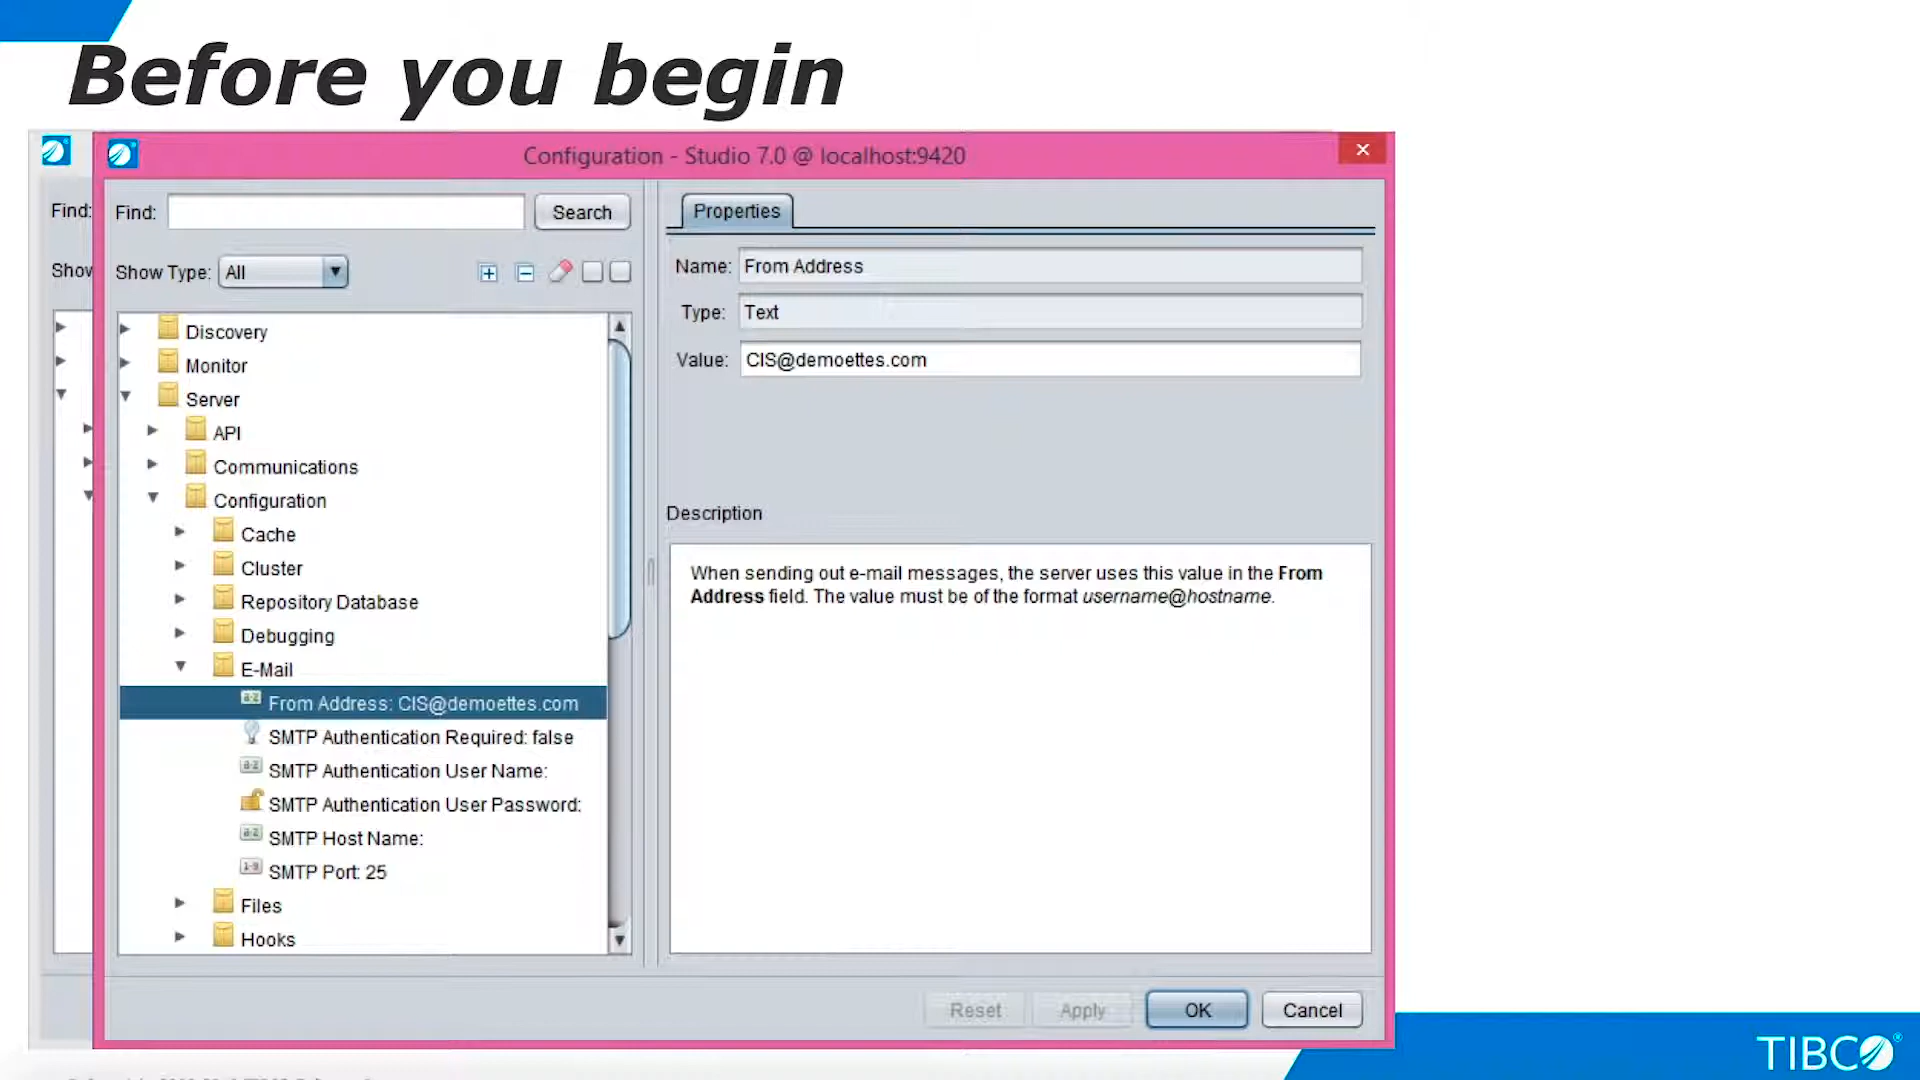 Before you begin
Configuration - Studio 7.0 @ localhost:9420
Find:
Find:
Search
Properties
Name: From Address
Show
Show Type: All
Type: Text
Value: CIS@demoettes.com
Discovery
Monitor
Server
API
Communications
Configuration
Cache
Cluster
Repository Database
Debugging
E-Mail
From Address: CIS@demoettes.com
SMTP Authentication Required: false
SMTP Authentication User Name:
SMTP Authentication User Password:
SMTP Host Name:
SMTP Port: 25
Files
Hooks
Description
When sending out e-mail messages, the server uses this value in the From
Address field. The value must be of the format username@hostname.
Reset
Apply
OK
Cancel
TIBCO®